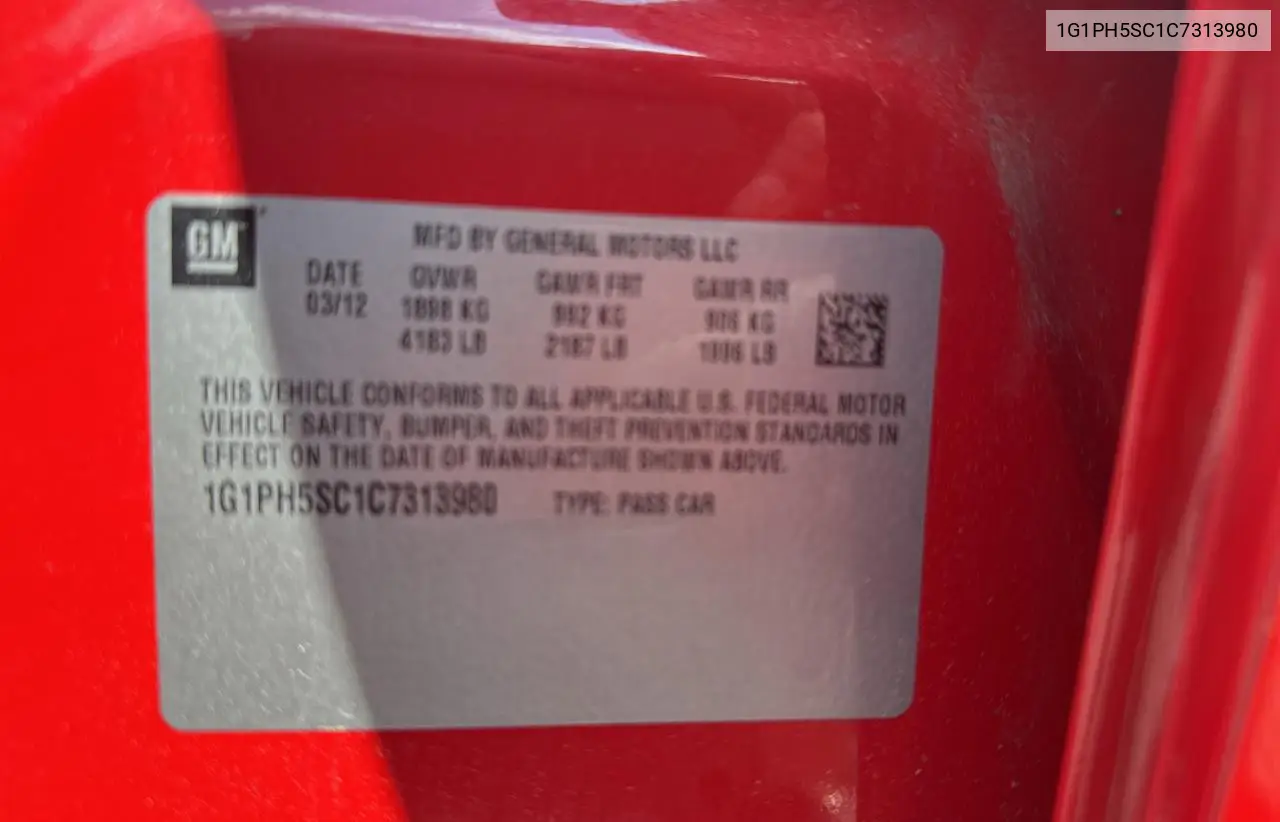 1G1PH5SC1C7313980
GM
MFD BY GENERAL MOTORS LLC
DATE GVWR GAWR FRT GAWR RR
03/12 1898 KG 992 KG 906 KG
4183 LB 2187 LB 1996 LB
THIS VEHICLE CONFORMS TO ALL APPLICABLE U.S. FEDERAL MOTOR
VEHICLE SAFETY, BUMPER, AND THEFT PREVENTION STANDARDS IN
EFFECT ON THE DATE OF MANUFACTURE SHOWN ABOVE.
1G1PH5SC1C7313980 TYPE: PASS CAR